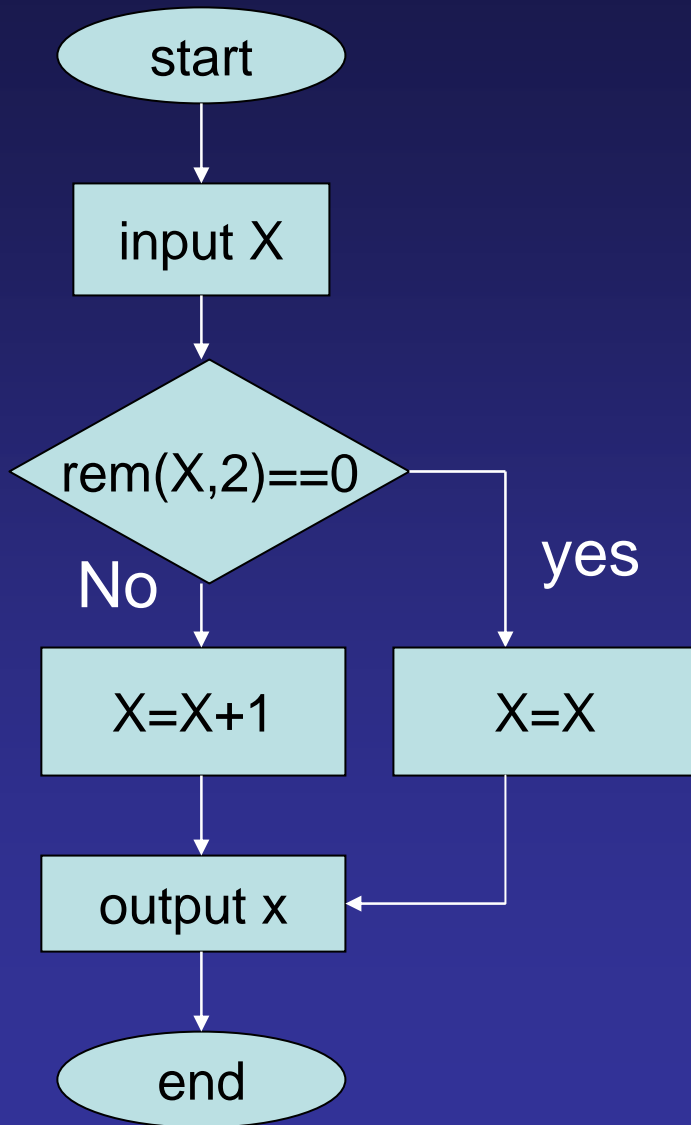 start
input X
rem(X,2)==0
No
yes
X=X+1
X=X
output x
end